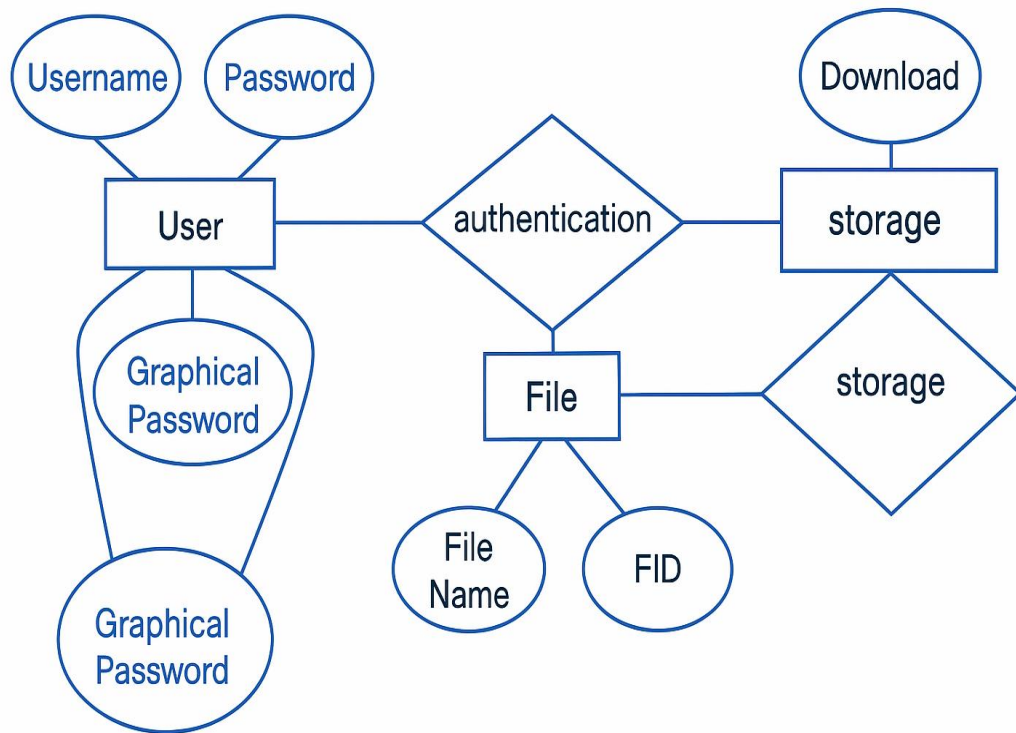 Username
Password
Download
User
authentication
storage
Graphical
Password
File
storage
File
Name
FID
Graphical
Password